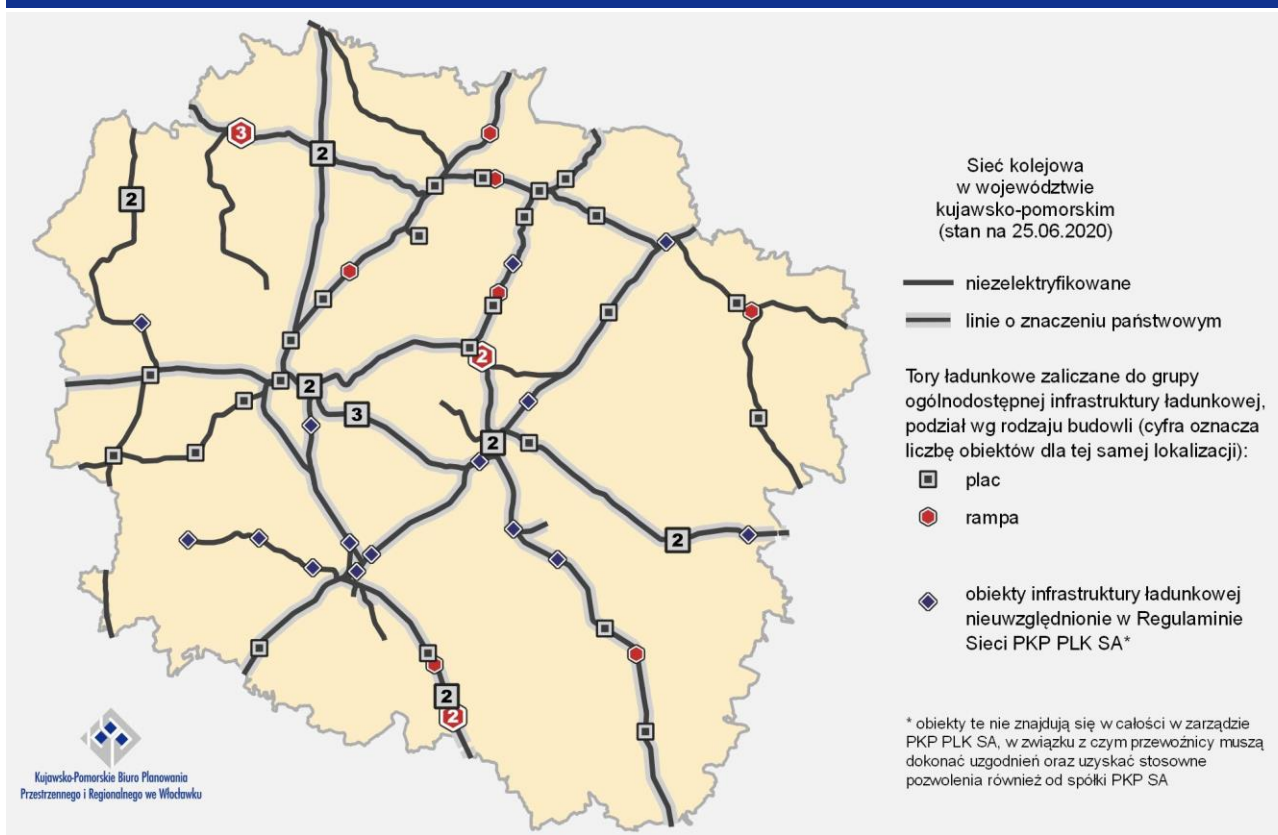 3
2
2
2
2
3
2
2
2
2
Sieć kolejowa
w województwie
kujawsko-pomorskim
(stan na 25.06.2020)
niezelektryfikowane
linie o znaczeniu państwowym
Tory ładunkowe zaliczane do grupy
ogólnodostępnej infrastruktury ładunkowej,
podział wg rodzaju budowli (cyfra oznacza
liczbę obiektów dla tej samej lokalizacji):
plac
rampa
obiekty infrastruktury ładunkowej
nieuwzględnione w Regulaminie
Sieci PKP PLK SA*
* obiekty te nie znajdują się w całości w zarządzie
PKP PLK SA, w związku z czym przewoźnicy muszą
dokonać uzgodnień oraz uzyskać stosowne
pozwolenia również od spółki PKP SA
Kujawsko-Pomorskie Biuro Planowania
Przestrzennego i Regionalnego we Włocławku